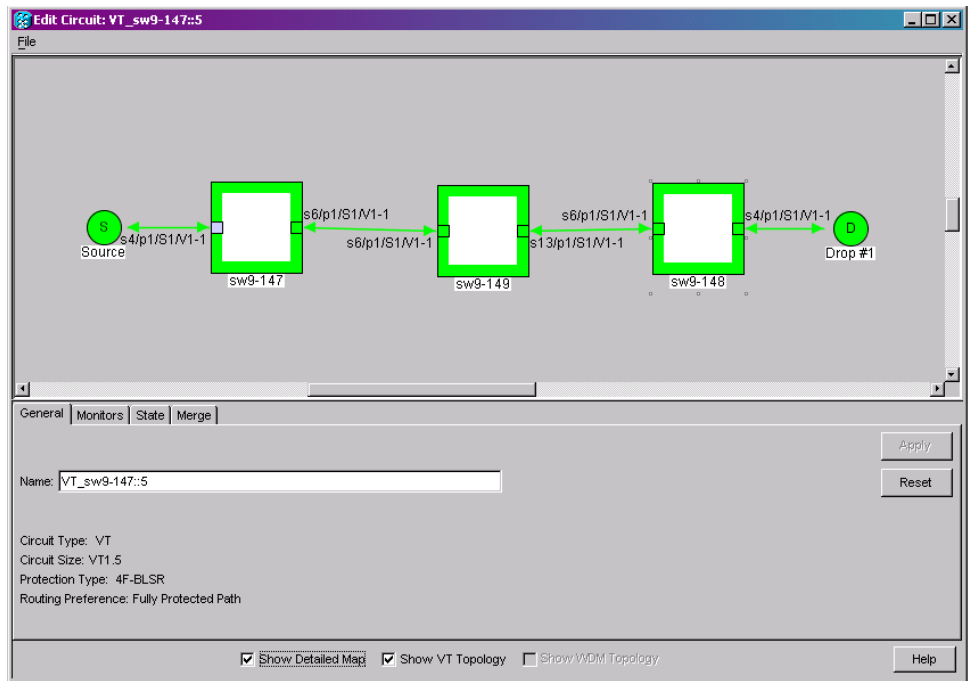 Edit Circuit: VT_sw9-147::5
File
S
s4/p1/S1/V1-1
Source
sw9-147
s6/p1/S1/V1-1
s6/p1/S1/V1-1
sw9-149
s6/p1/S1/V1-1
s13/p1/S1/V1-1
sw9-148
s4/p1/S1/V1-1
D
Drop #1
General Monitors State Merge
Apply
Name: VT_sw9-147::5
Reset
Circuit Type: VT
Circuit Size: VT1.5
Protection Type: 4F-BLSR
Routing Preference: Fully Protected Path
Show Detailed Map Show VT Topology Show WDM Topology Help